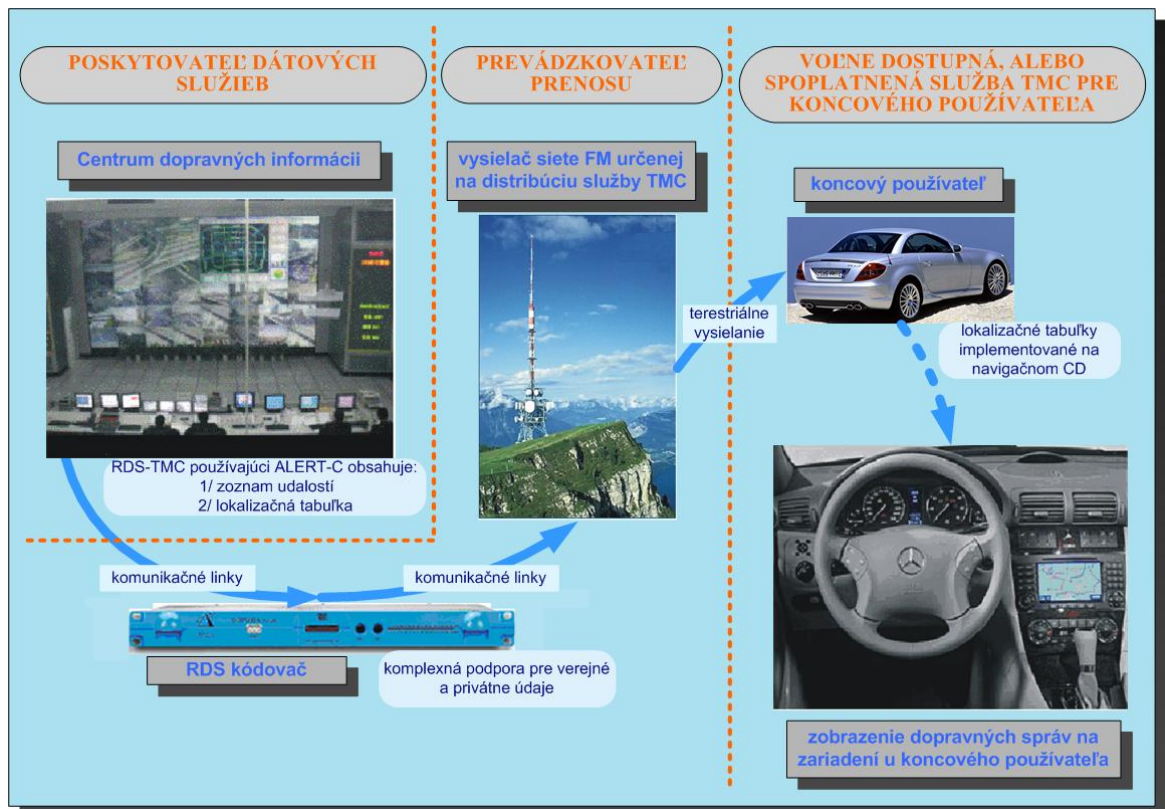 POSKYTOVATEĽ DÁTOVÝCH
SLUŽIEB
Centrum dopravných informácii
RDS-TMC používajúci ALERT-C obsahuje:
1/ zoznam udalostí
2/ lokalizačná tabuľka
komunikačné linky
RDS kódovač
komplexná podpora pre verejné
a privátne údaje
komunikačné linky
PREVÁDZKOVATEĽ
PRENOSU
vysielač siete FM určenej
na distribúciu služby TMC
terestriálne
vysielanie
VOĽNE DOSTUPNÁ, ALEBO
SPOPLATNENÁ SLUŽBA TMC PRE
KONCOVÉHO POUŽÍVATEĽA
koncový používateľ
lokalizačné tabuľky
implementované na
navigačnom CD
zobrazenie dopravných správ na
zariadení u koncového používateľa